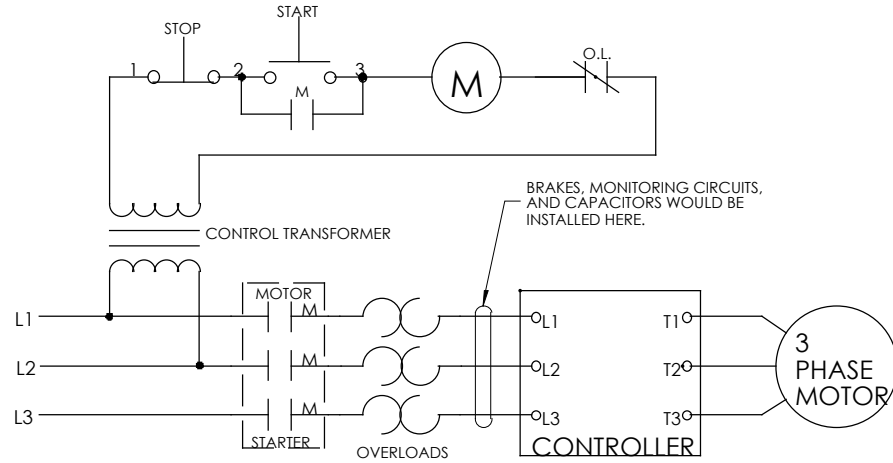 START
STOP
O.L.
1 2 3
M
M
BRAKES, MONITORING CIRCUITS,
AND CAPACITORS WOULD BE
INSTALLED HERE.
CONTROL TRANSFORMER
MOTOR
L1 M L1 T1
L2 M L2 T2
L3 M L3 T3
3
PHASE
MOTOR
STARTER
OVERLOADS
CONTROLLER